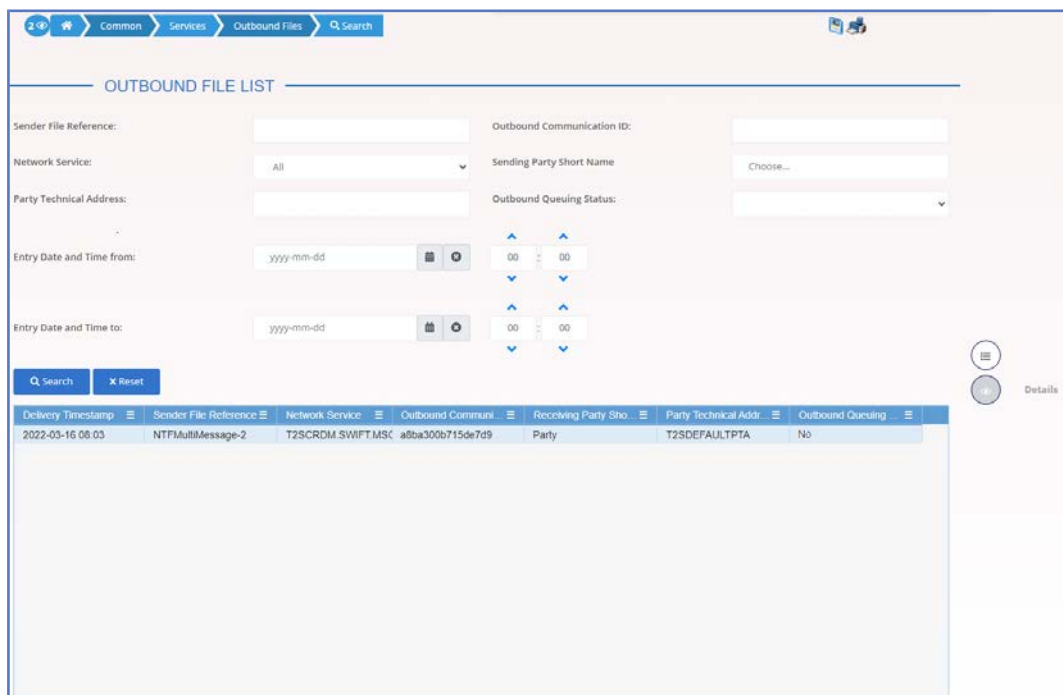 2 Common Services Outbound Files Search
OUTBOUND FILE LIST
Sender File Reference: Outbound Communication ID:
Network Service: All Sending Party Short Name Choose...
Party Technical Address: Outbound Queuing Status:
Entry Date and Time from: yyyy-mm-dd 00 : 00
Entry Date and Time to: yyyy-mm-dd 00 : 00
Search Reset
Details
Delivery Timestamp Sender File Reference Network Service Outbound Communi... Receiving Party Sho... Party Technical Addr... Outbound Queuing ...
2022-03-16 08:03 NTFMultiMessage-2 T2SCRDM.SWIFT.MSC a8ba300b715de7d9 Party T2SDEFAULTPTA No